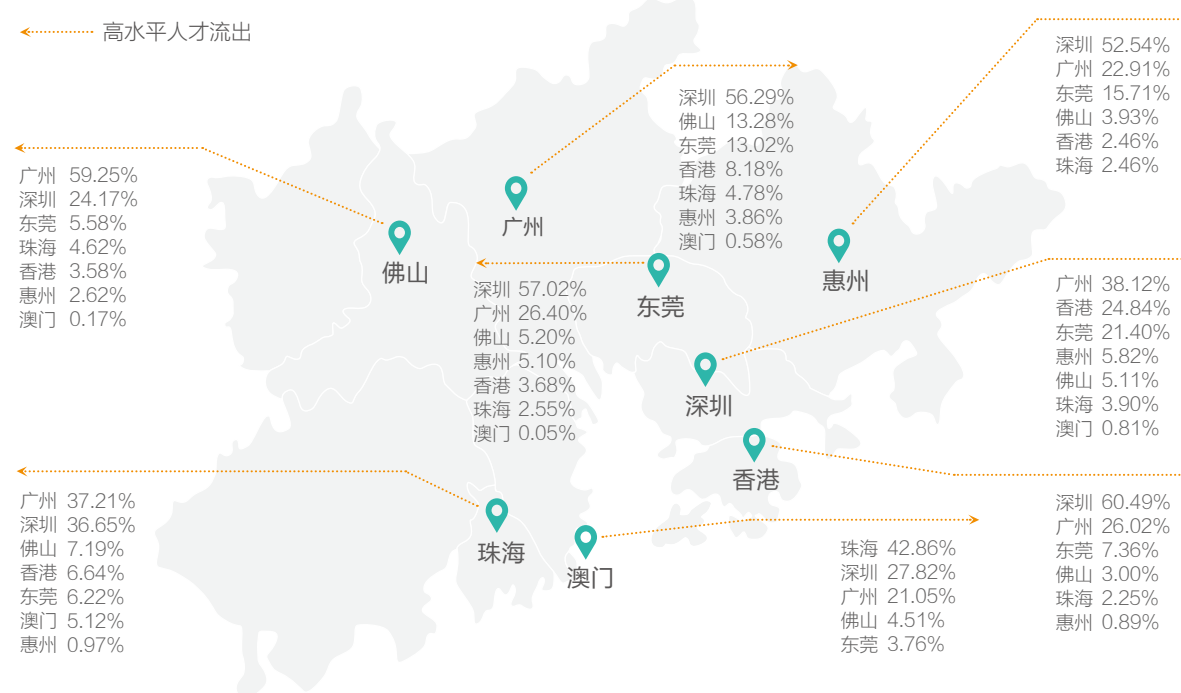 高水平人才流出
深圳 52.54%
广州 22.91%
东莞 15.71%
佛山 3.93%
香港 2.46%
珠海 2.46%
深圳 56.29%
佛山 13.28%
东莞 13.02%
香港 8.18%
珠海 4.78%
惠州 3.86%
澳门 0.58%
广州 59.25%
深圳 24.17%
东莞 5.58%
珠海 4.62%
香港 3.58%
惠州 2.62%
澳门 0.17%
广州
佛山
惠州
东莞
深圳 57.02%
广州 26.40%
佛山 5.20%
惠州 5.10%
香港 3.68%
珠海 2.55%
澳门 0.05%
广州 38.12%
香港 24.84%
东莞 21.40%
惠州 5.82%
佛山 5.11%
珠海 3.90%
澳门 0.81%
深圳
香港
广州 37.21%
深圳 36.65%
佛山 7.19%
香港 6.64%
东莞 6.22%
澳门 5.12%
惠州 0.97%
珠海
澳门
珠海 42.86%
深圳 27.82%
广州 21.05%
佛山 4.51%
东莞 3.76%
深圳 60.49%
广州 26.02%
东莞 7.36%
佛山 3.00%
珠海 2.25%
惠州 0.89%